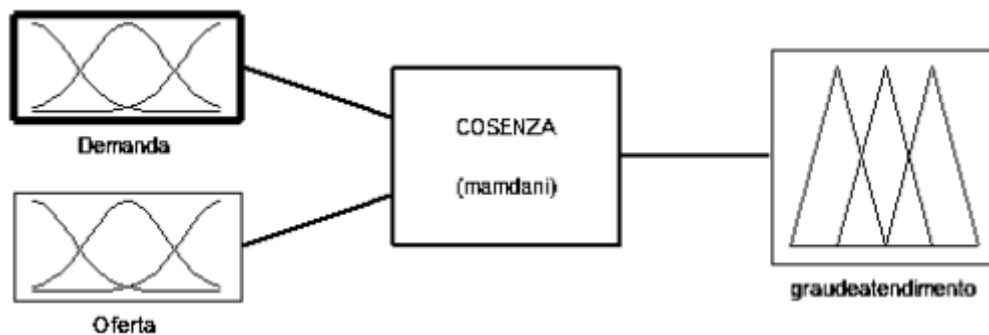 Demanda
COSENZA
(mamdani)
Oferta
graudeatendimento